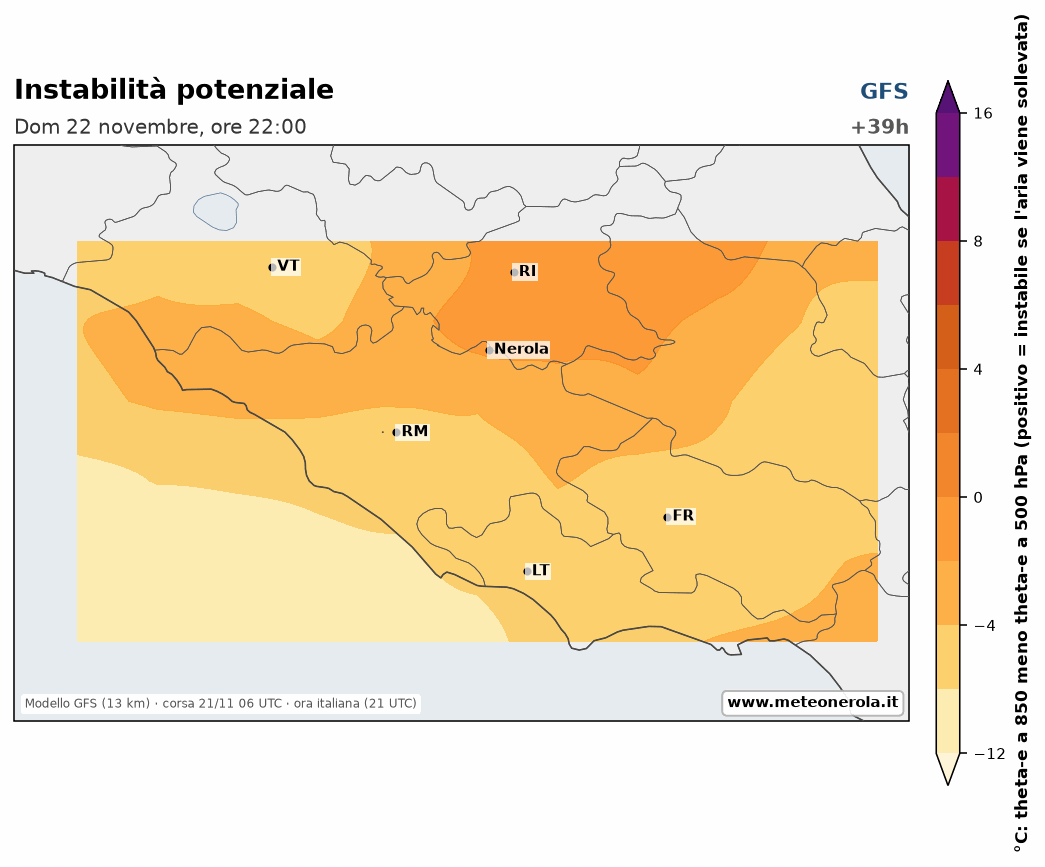 Instabilità potenziale
GFS
Dom 22 novembre, ore 22:00
+39h
VT
RI
Nerola
RM
FR
LT
Modello GFS (13 km) · corsa 21/11 06 UTC · ora italiana (21 UTC)
www.meteonerola.it
16
8
4
0
−4
−12
°C: theta-e a 850 meno theta-e a 500 hPa (positivo = instabile se l'aria viene sollevata)